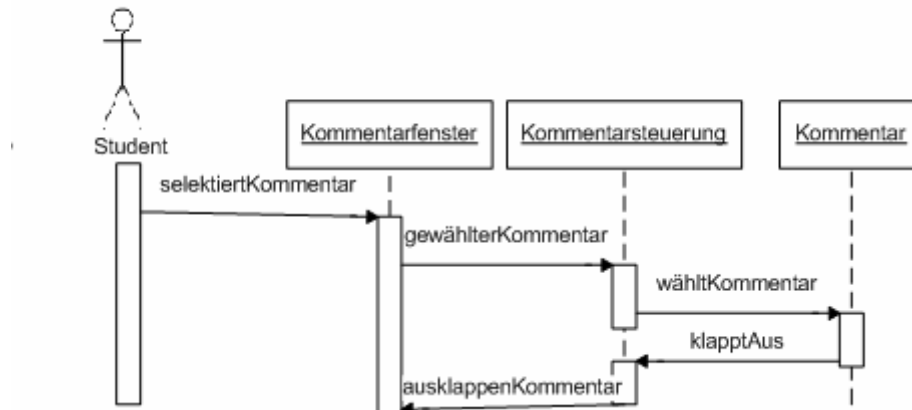 Student
Kommentarfenster
Kommentarsteuerung
Kommentar
selektiertKommentar
gewählterKommentar
wähltKommentar
klapptAus
ausklappenKommentar